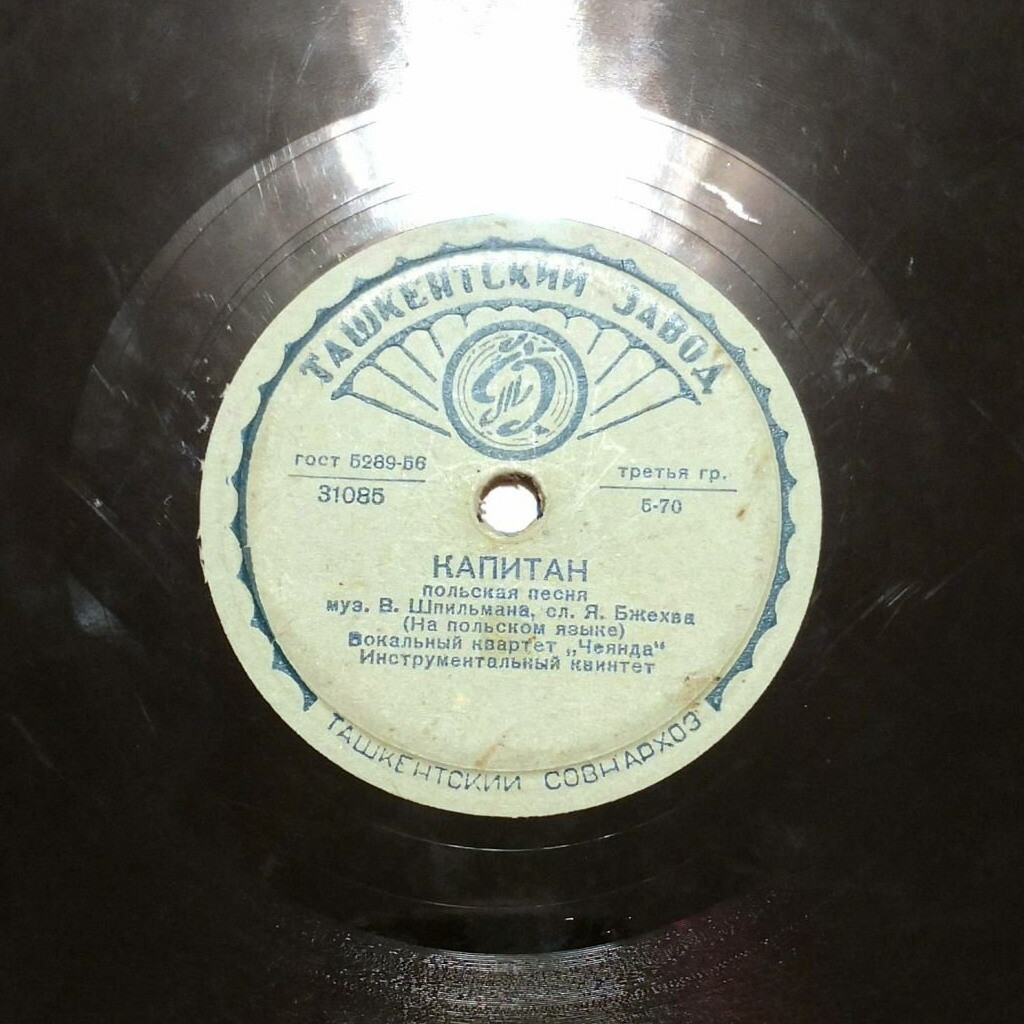 ТАШКЕНТСКИЙ ЗАВОД
гост 5289-56
31085
третья гр.
5-70
КАПИТАН
польская песня
муз. В. Шпильмана, сл. Я. Бжехва
(На польском языке)
Вокальный квартет „Чеянда“
Инструментальный квинтет
ТАШКЕНТСКИЙ СОВНАРХОЗ